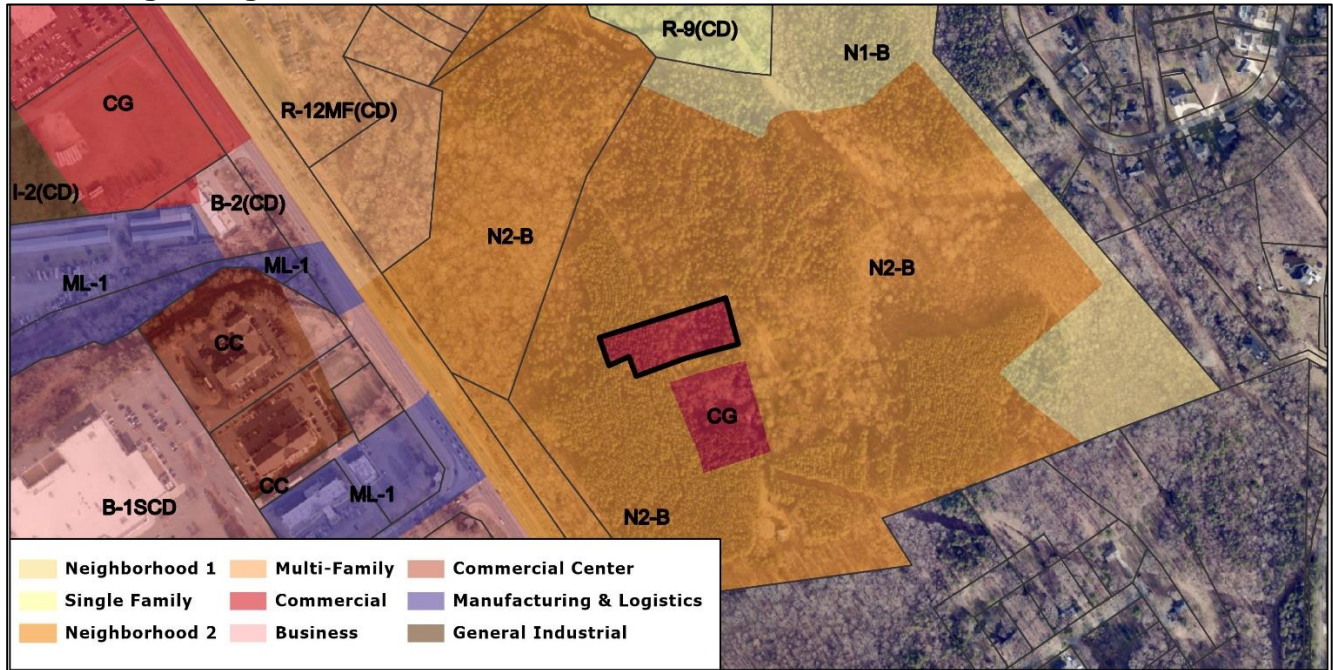 R-9(CD)
N1-B
CG
R-12MF(CD)
I-2(CD)
B-2(CD)
N2-B
N2-B
ML-1
ML-1
CC
CG
CC
ML-1
B-1SCD
N2-B
Neighborhood 1
Multi-Family
Commercial Center
Single Family
Commercial
Manufacturing & Logistics
Neighborhood 2
Business
General Industrial